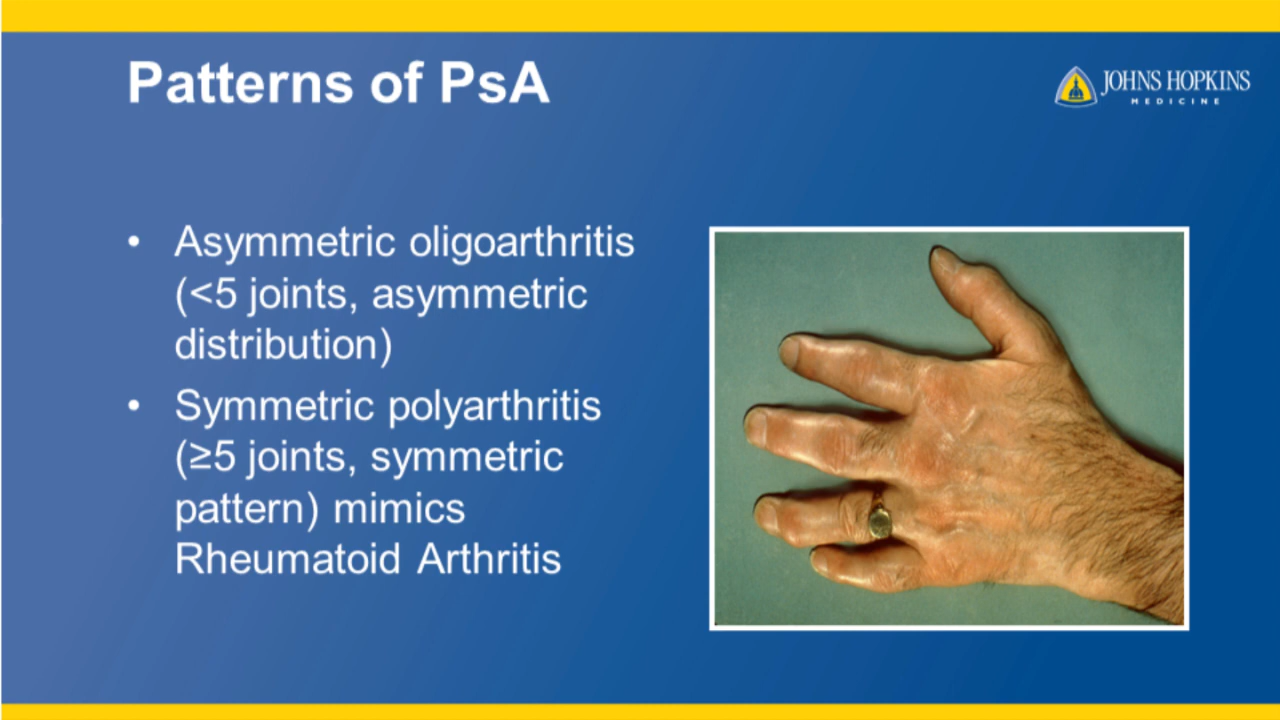 Patterns of PsA
JOHNS HOPKINS
MEDICINE
• Asymmetric oligoarthritis
(<5 joints, asymmetric
distribution)
• Symmetric polyarthritis
(≥5 joints, symmetric
pattern) mimics
Rheumatoid Arthritis